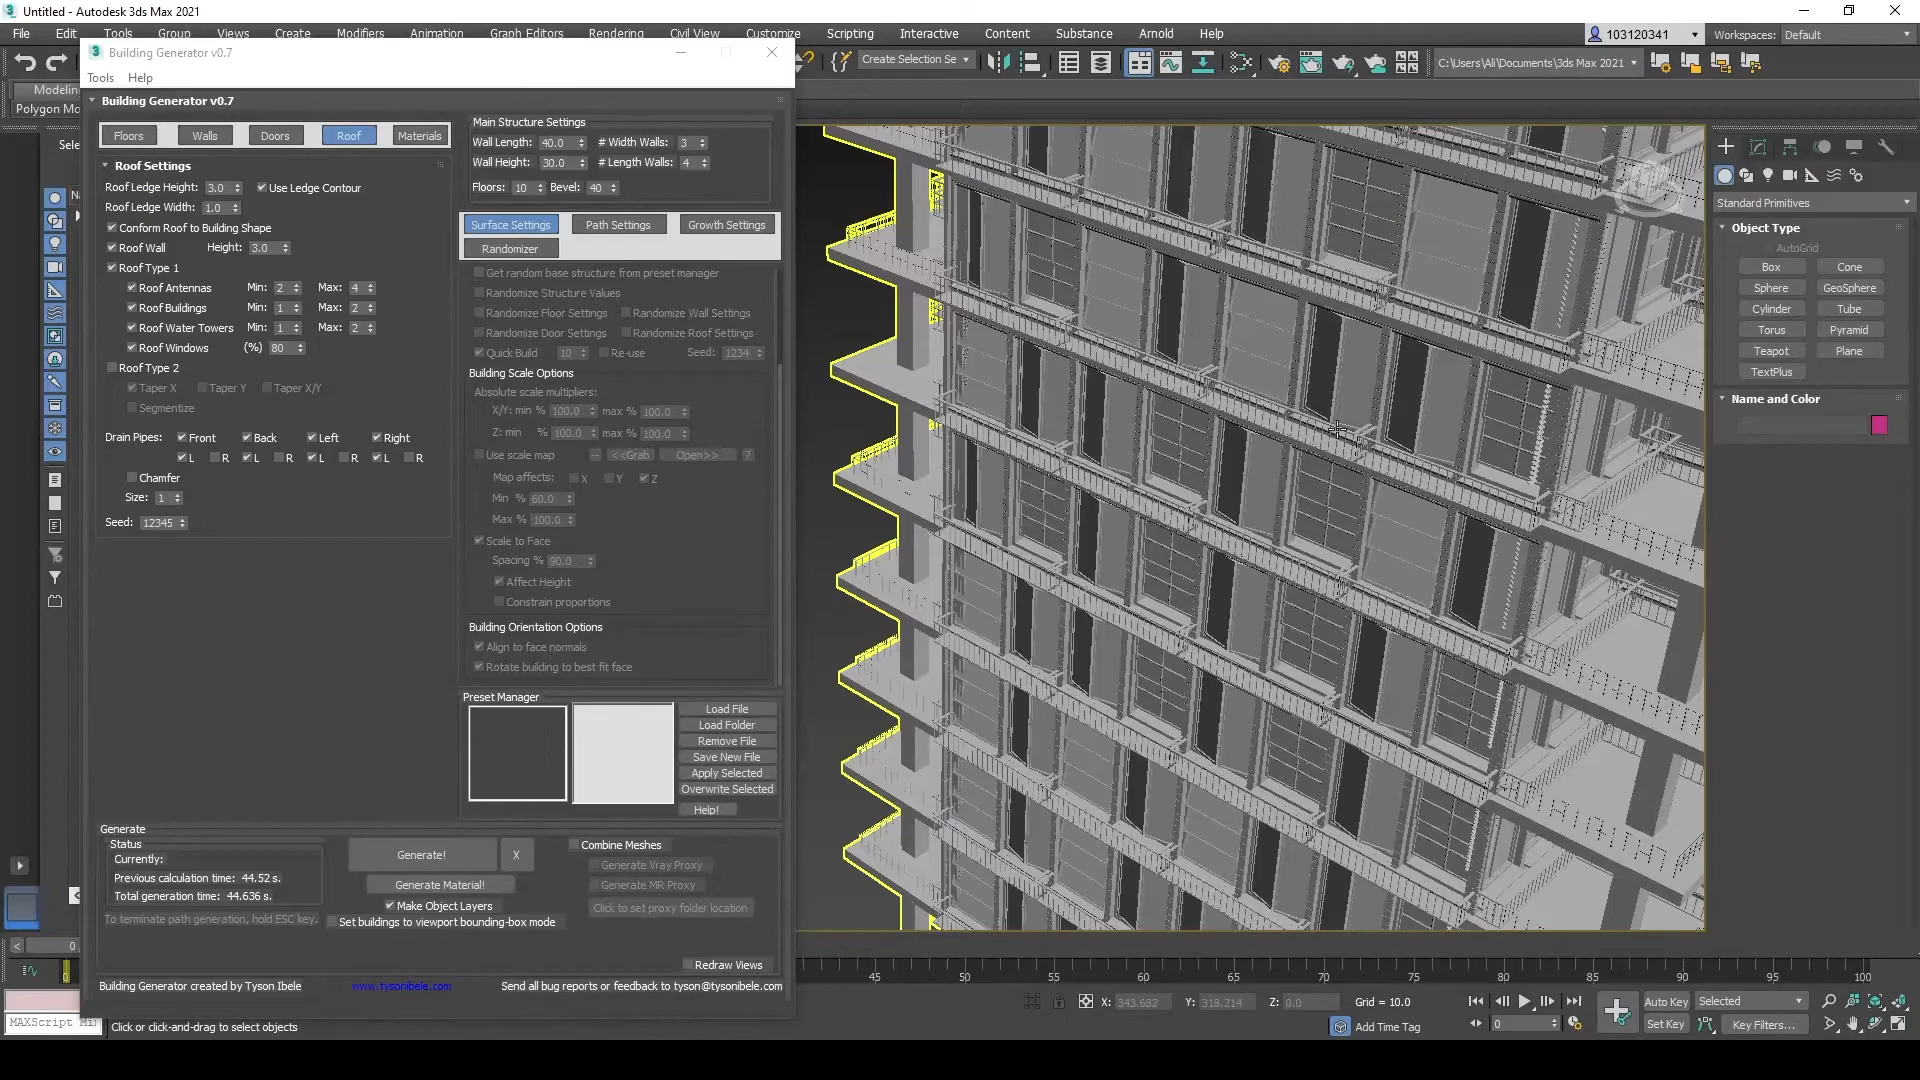 Untitled - Autodesk 3ds Max 2021
File Edit Tools Group Views Create Modifiers Animation Graph Editors Rendering Civil View Customize Scripting Interactive Content Substance Arnold Help
103120341 Workspaces: Default
Building Generator v0.7
Create Selection Se
C:\Users\Ali\Documents\3ds Max 2021
Tools Help
Modelin
Polygon Mo
Building Generator v0.7
Floors Walls Doors Roof Materials
Sele
Roof Settings
Roof Ledge Height: 3.0 Use Ledge Contour
Roof Ledge Width: 1.0
Conform Roof to Building Shape
Roof Wall Height: 3.0
Roof Type 1
Roof Antennas Min: 2 Max: 4
Roof Buildings Min: 1 Max: 2
Roof Water Towers Min: 1 Max: 2
Roof Windows (%) 80
Roof Type 2
Taper X Taper Y Taper X/Y
Segmentize
Drain Pipes: Front Back Left Right
L R L R L R L R
Chamfer
Size: 1
Seed: 12345
Main Structure Settings
Wall Length: 40.0 # Width Walls: 3
Wall Height: 30.0 # Length Walls: 4
Floors: 10 Bevel: 40
Surface Settings Path Settings Growth Settings
Randomizer
Get random base structure from preset manager
Randomize Structure Values
Randomize Floor Settings Randomize Wall Settings
Randomize Door Settings Randomize Roof Settings
Quick Build 10 Re-use Seed: 1234
Building Scale Options
Absolute scale multipliers:
X/Y: min % 100.0 max % 100.0
Z: min % 100.0 max % 100.0
Use scale map -- <<Grab Open>> ?
Map affects: X Y Z
Min % 60.0
Max % 100.0
Scale to Face
Spacing % 90.0
Affect Height
Constrain proportions
Building Orientation Options
Align to face normals
Rotate building to best fit face
Preset Manager
Load File
Load Folder
Remove File
Save New File
Apply Selected
Overwrite Selected
Help!
Generate
Status
Currently:
Previous calculation time: 44.52 s.
Total generation time: 44.636 s.
To terminate path generation, hold ESC key.
Generate! X
Generate Material!
Make Object Layers
Set buildings to viewport bounding-box mode
Combine Meshes
Generate Vray Proxy
Generate MR Proxy
Click to set proxy folder location
Redraw Views
Building Generator created by Tyson Ibele www.tysonibele.com Send all bug reports or feedback to tyson@tysonibele.com
Standard Primitives
Object Type
AutoGrid
Box Cone
Sphere GeoSphere
Cylinder Tube
Torus Pyramid
Teapot Plane
TextPlus
Name and Color
< 0
0
45 50 55 60 65 70 75 80 85 90 95 100
X: 343.682 Y: 318.214 Z: 0.0 Grid = 10.0
Auto Key Selected
0 Set Key Key Filters...
Add Time Tag
MAXScript Min
Click or click-and-drag to select objects